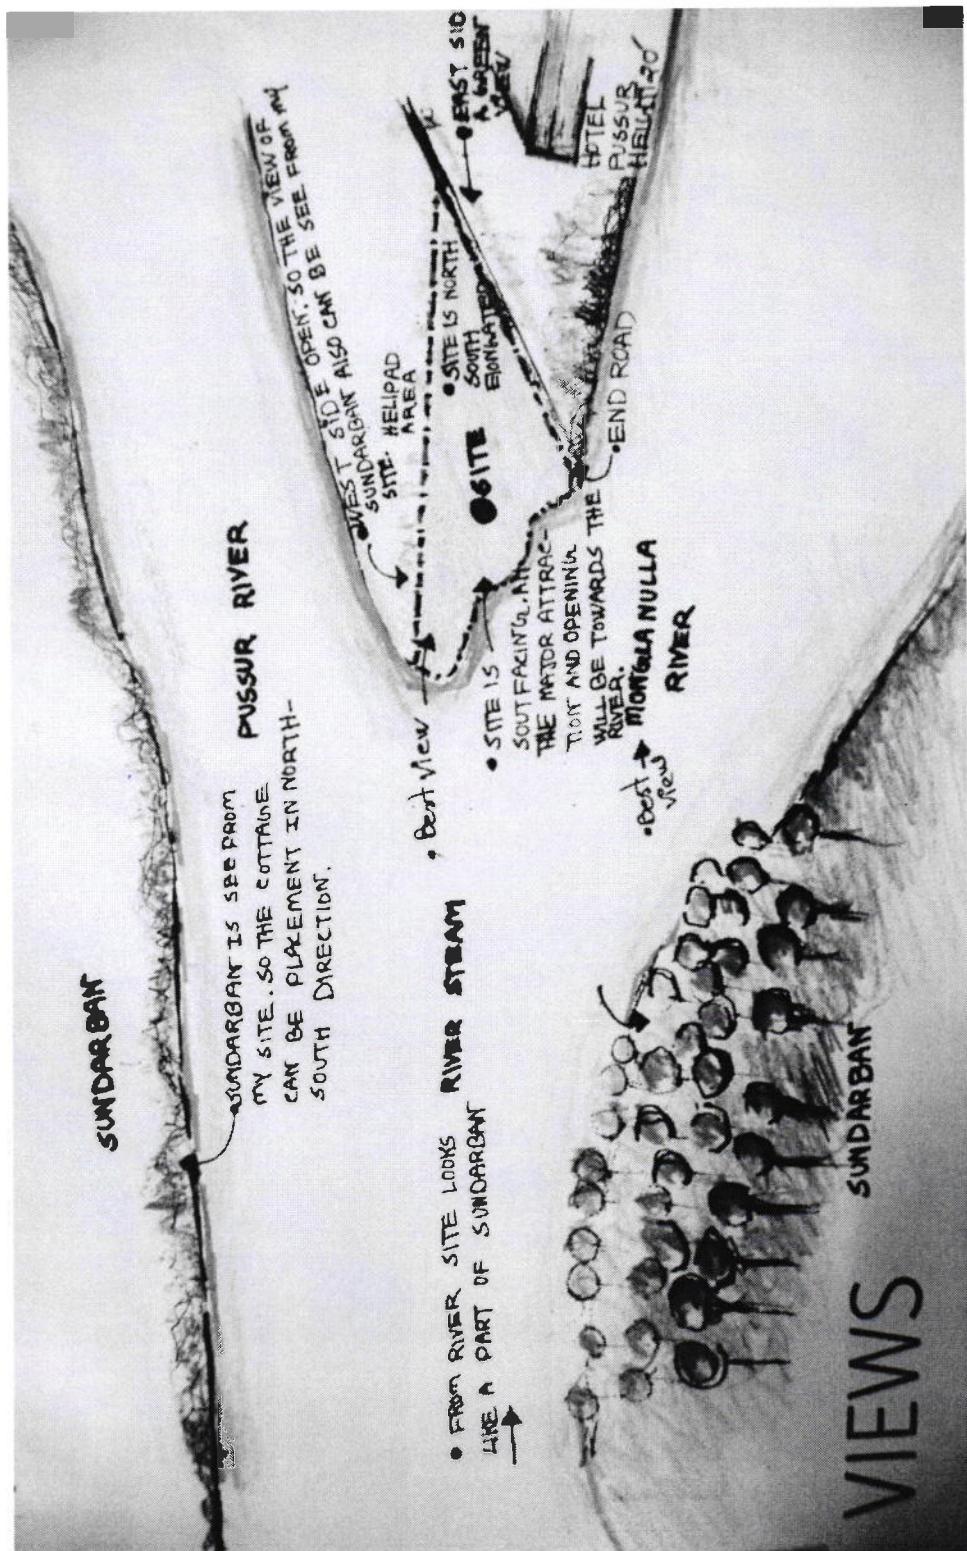 SUNDARBAN
SUNDARBAN IS SEE FROM
MY SITE. SO THE COTTAGE
CAN BE PLACEMENT IN NORTH-
SOUTH DIRECTION.
PUSSUR RIVER
WEST SIDE OPEN. SO THE VIEW OF
SUNDARBAN ALSO CAN BE SEE FROM MY
SITE.
HELIPAD
AREA
• Best View
• SITE IS NORTH
SOUTH
ELONGATED
SITE
• EAST SID
A GREEN
VIEW
HOTEL
PUSSUR
• FROM RIVER SITE LOOKS
LIKE A PART OF SUNDARBAN
RIVER STRAM
• SITE IS
SOUT FACING. AN
THE MAJOR ATTRAC-
TION AND OPENING
WILL BE TOWARDS THE
RIVER.
• END ROAD
• Best
View
MONGLA NULLA
RIVER
SUNDARBAN
VIEWS